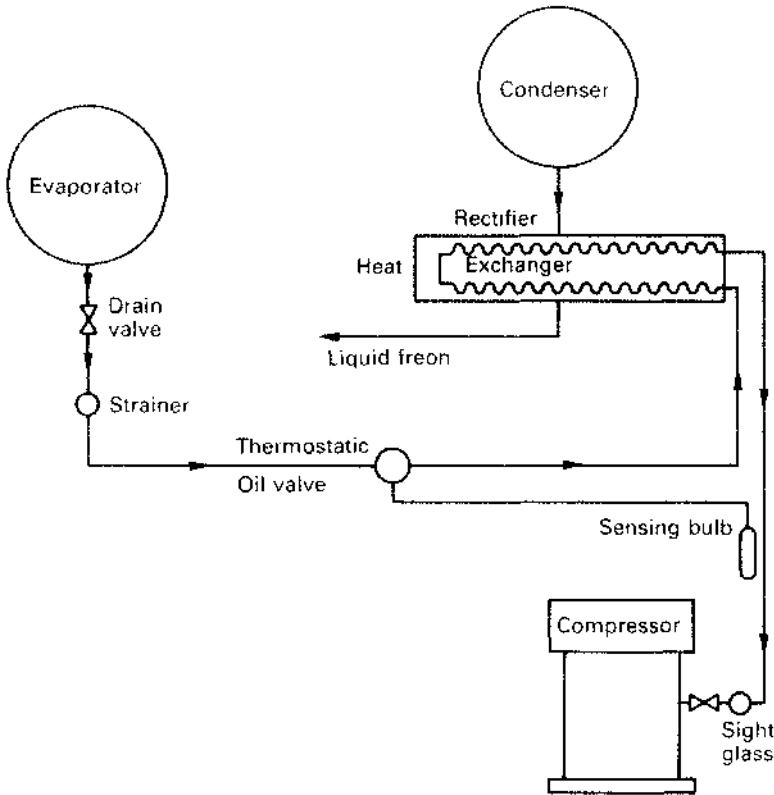 Condenser
Evaporator
Rectifier
Heat
Exchanger
Drain
valve
Liquid freon
Strainer
Thermostatic
Oil valve
Sensing bulb
Compressor
Sight
glass